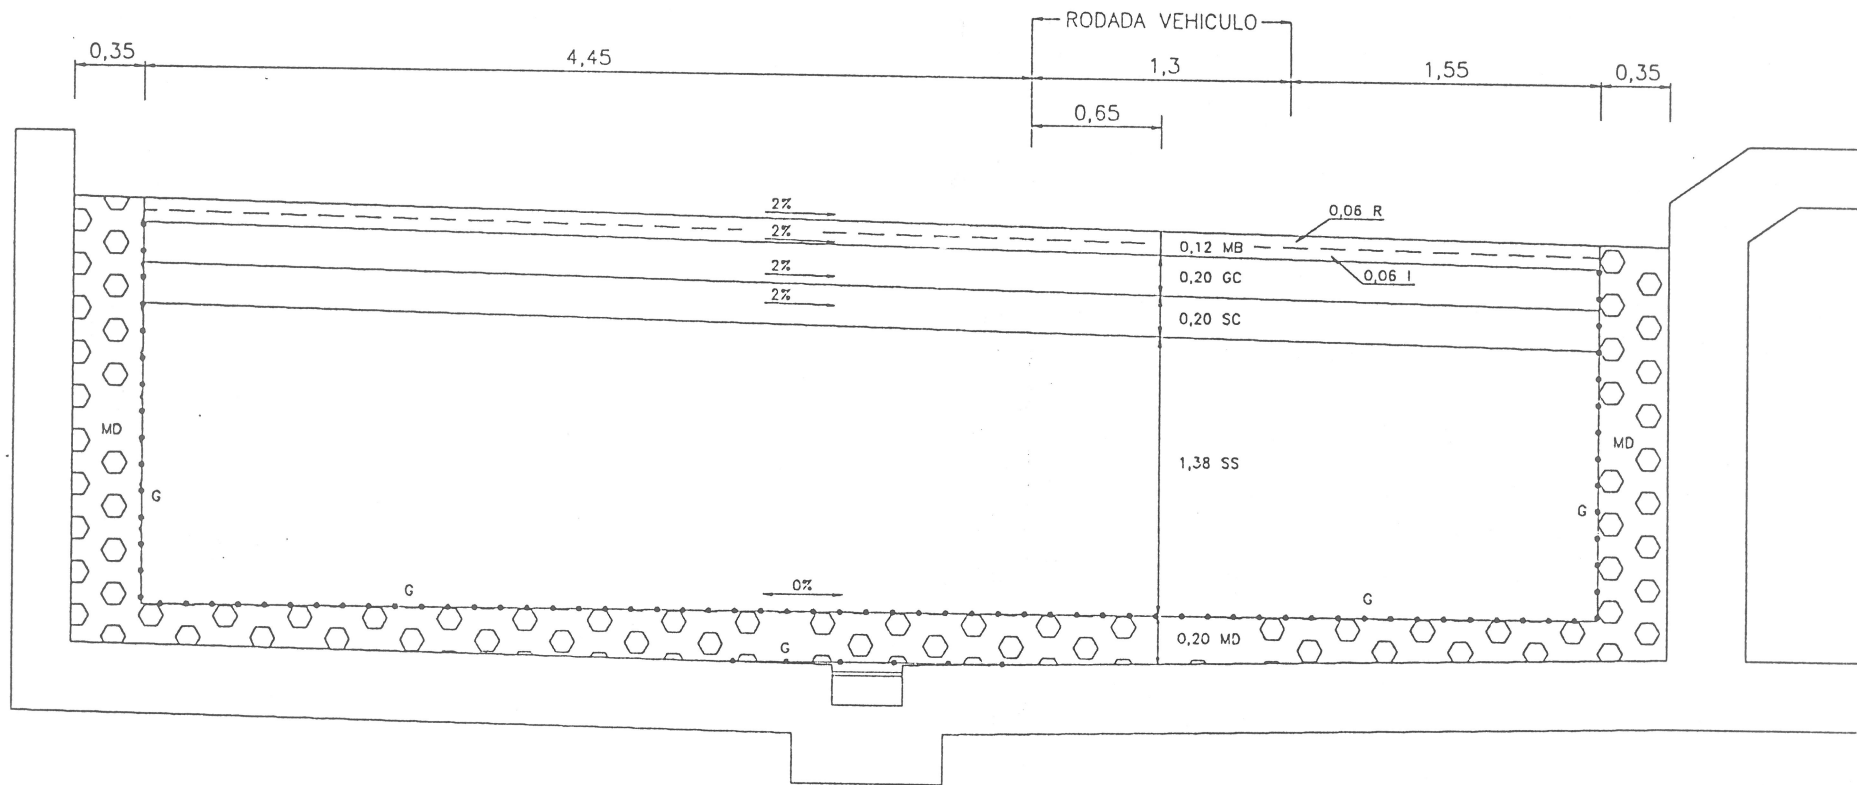 RODADA VEHICULO
0,35
4,45
1,3
1,55
0,35
0,65
2%
0,06 R
2%
0,12 MB
2%
0,20 GC
0,06 I
2%
0,20 SC
MD
MD
1,38 SS
G
G
0%
G
G
G
0,20 MD